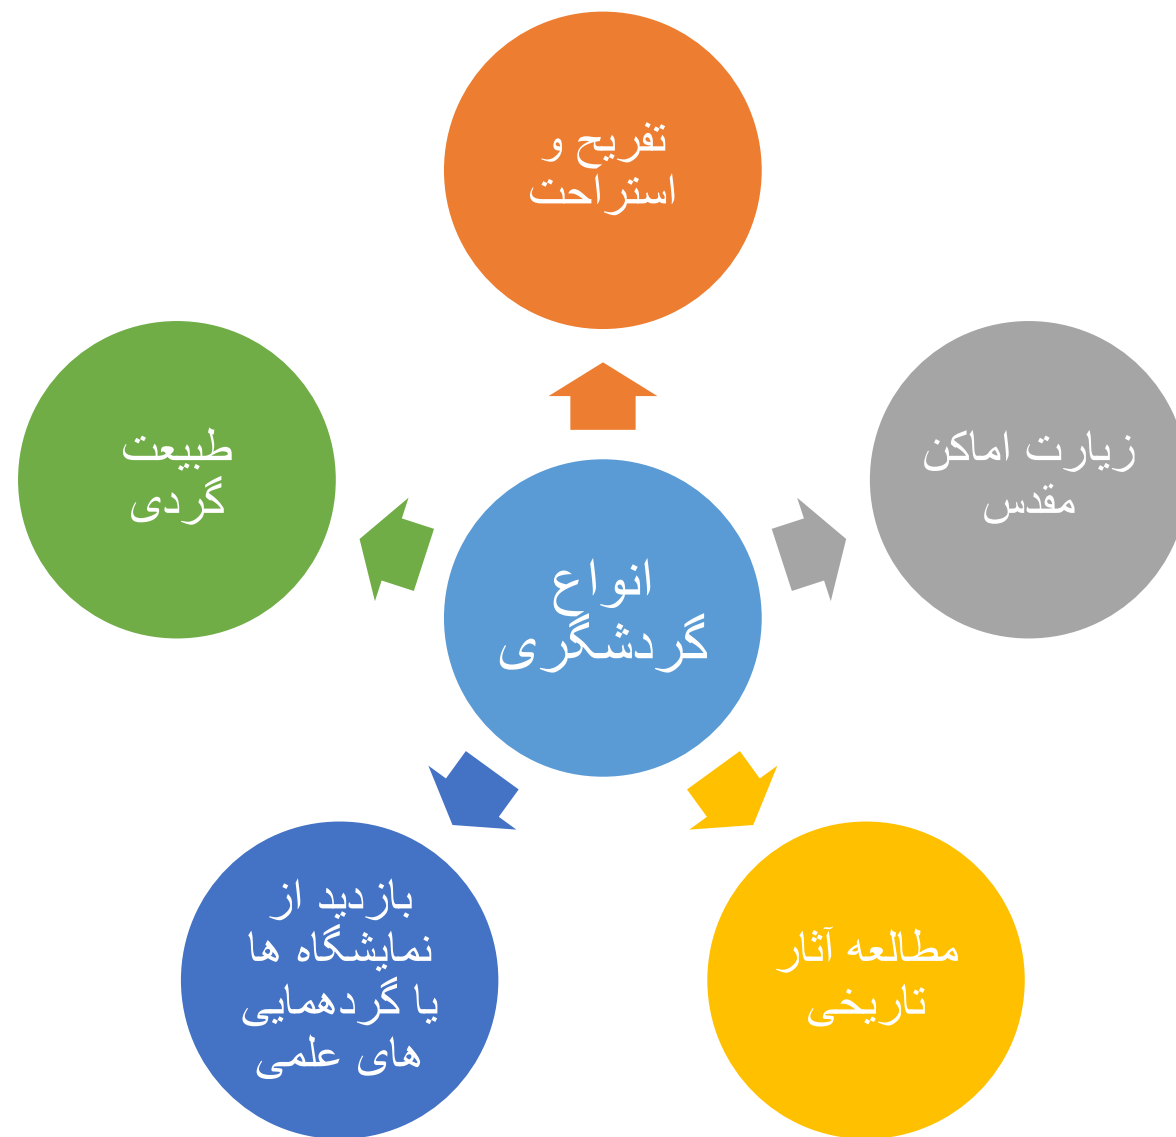 تفریح و
استراحت
زیارت اماکن
مقدس
طبیعت
گردی
انواع
گردشگری
مطالعه آثار
تاریخی
بازدید از
نمایشگاه ها
یا گردهمایی
های علمی